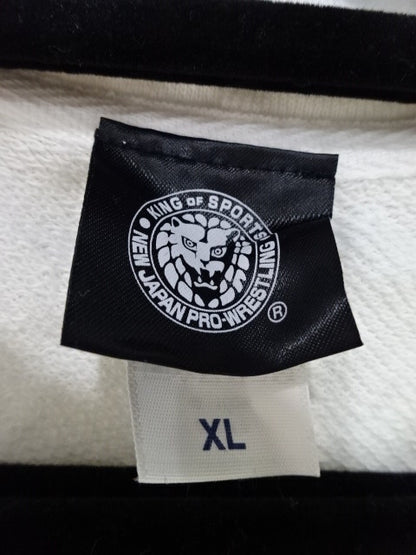 KING OF SPORTS
NEW JAPAN PRO-WRESTLING
®
XL